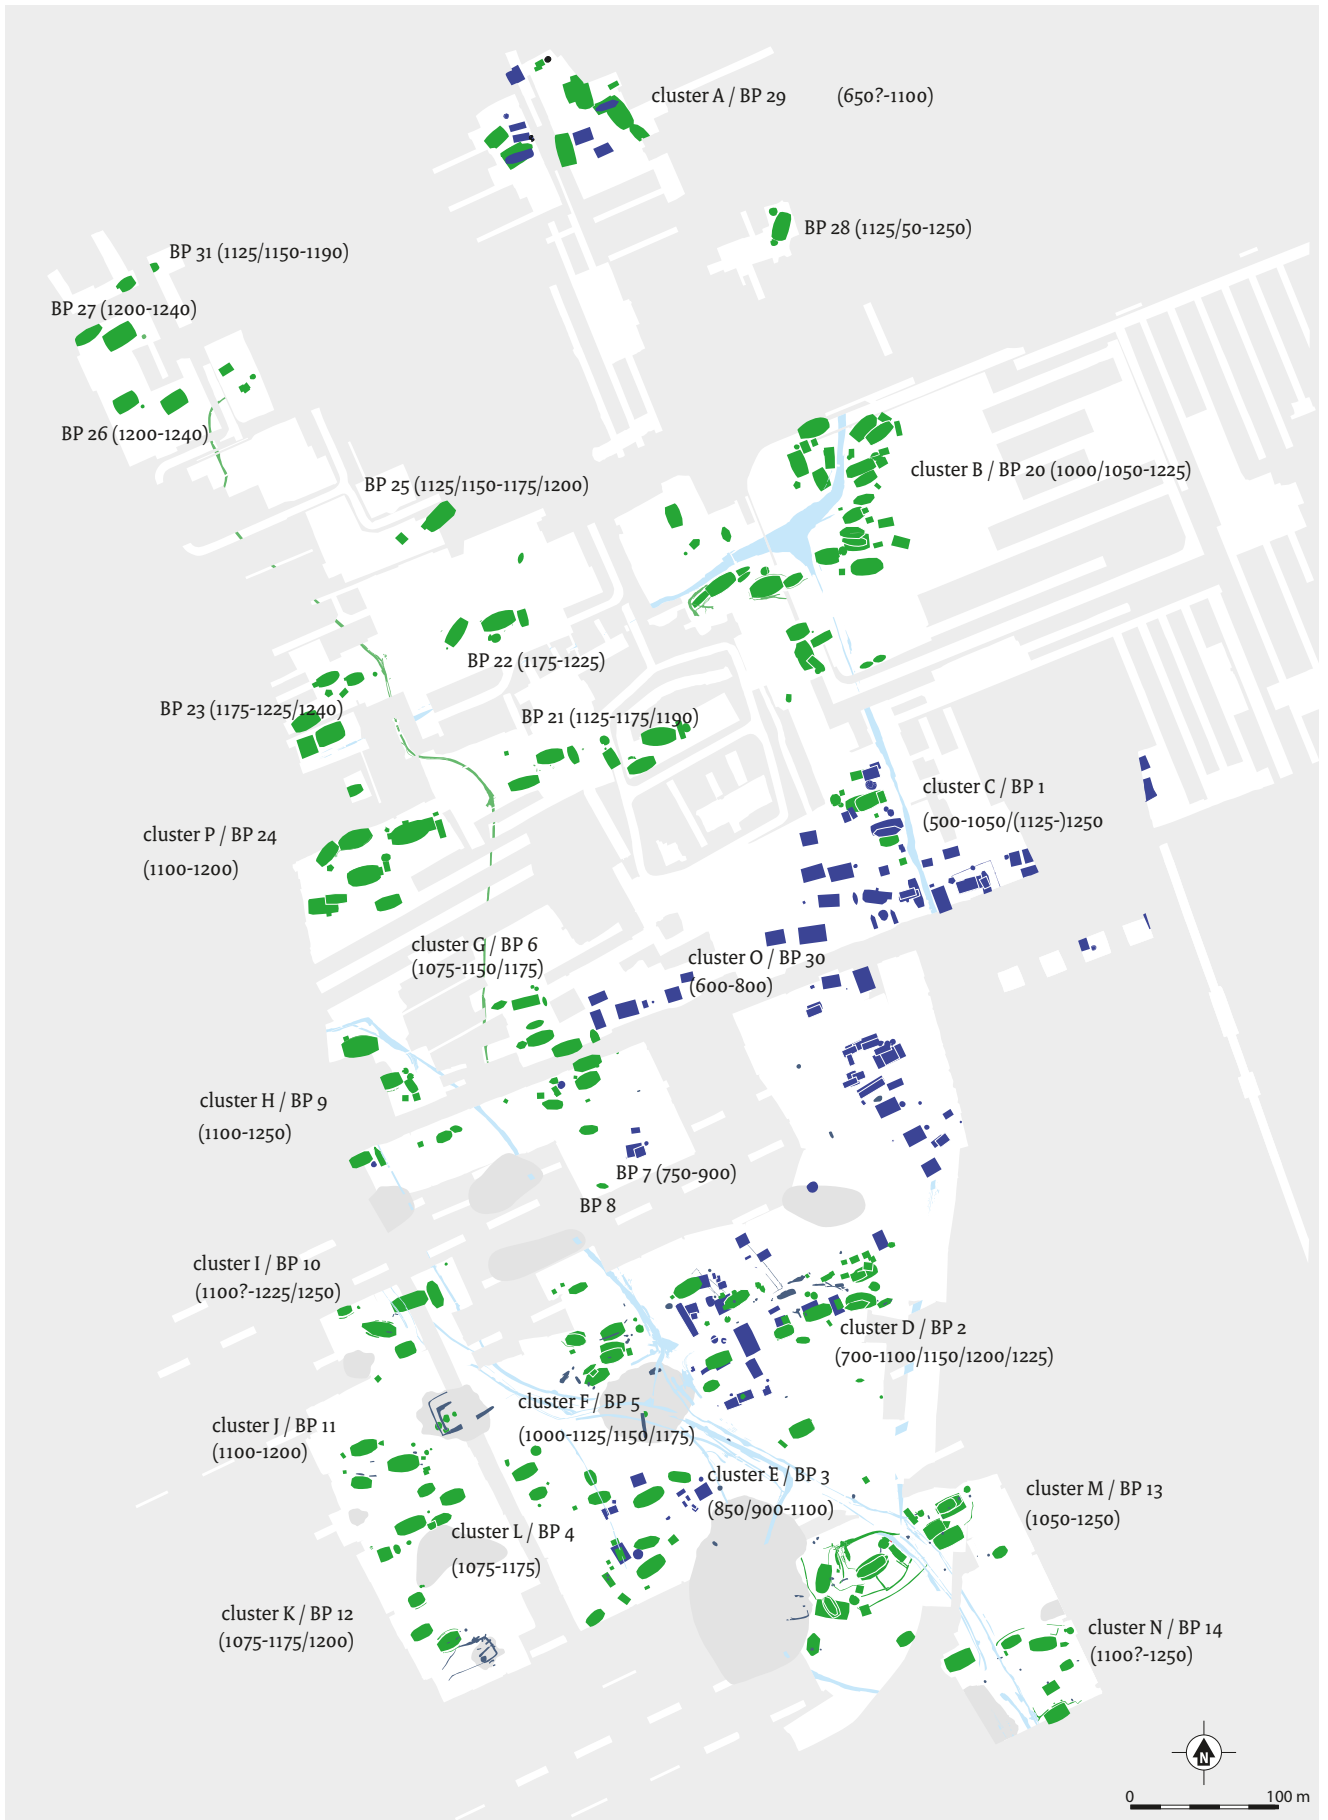 cluster A / BP 29 (650?-1100)
BP 28 (1125/50-1250)
BP 31 (1125/1150-1190)
BP 27 (1200-1240)
BP 26 (1200-1240)
cluster B / BP 20 (1000/1050-1225)
BP 25 (1125/1150-1175/1200)
BP 22 (1175-1225)
BP 23 (1175-1225/1240)
BP 21 (1125-1175/1190)
cluster C / BP 1
(500-1050/(1125-)1250
cluster P / BP 24
(1100-1200)
cluster G / BP 6
(1075-1150/1175)
cluster O / BP 30
(600-800)
cluster H / BP 9
(1100-1250)
BP 7 (750-900)
BP 8
cluster I / BP 10
(1100?-1225/1250)
cluster D / BP 2
(700-1100/1150/1200/1225)
cluster F / BP 5
(1000-1125/1150/1175)
cluster J / BP 11
(1100-1200)
cluster E / BP 3
(850/900-1100)
cluster M / BP 13
(1050-1250)
cluster L / BP 4
(1075-1175)
cluster K / BP 12
(1075-1175/1200)
cluster N / BP 14
(1100?-1250)
N
0 100 m